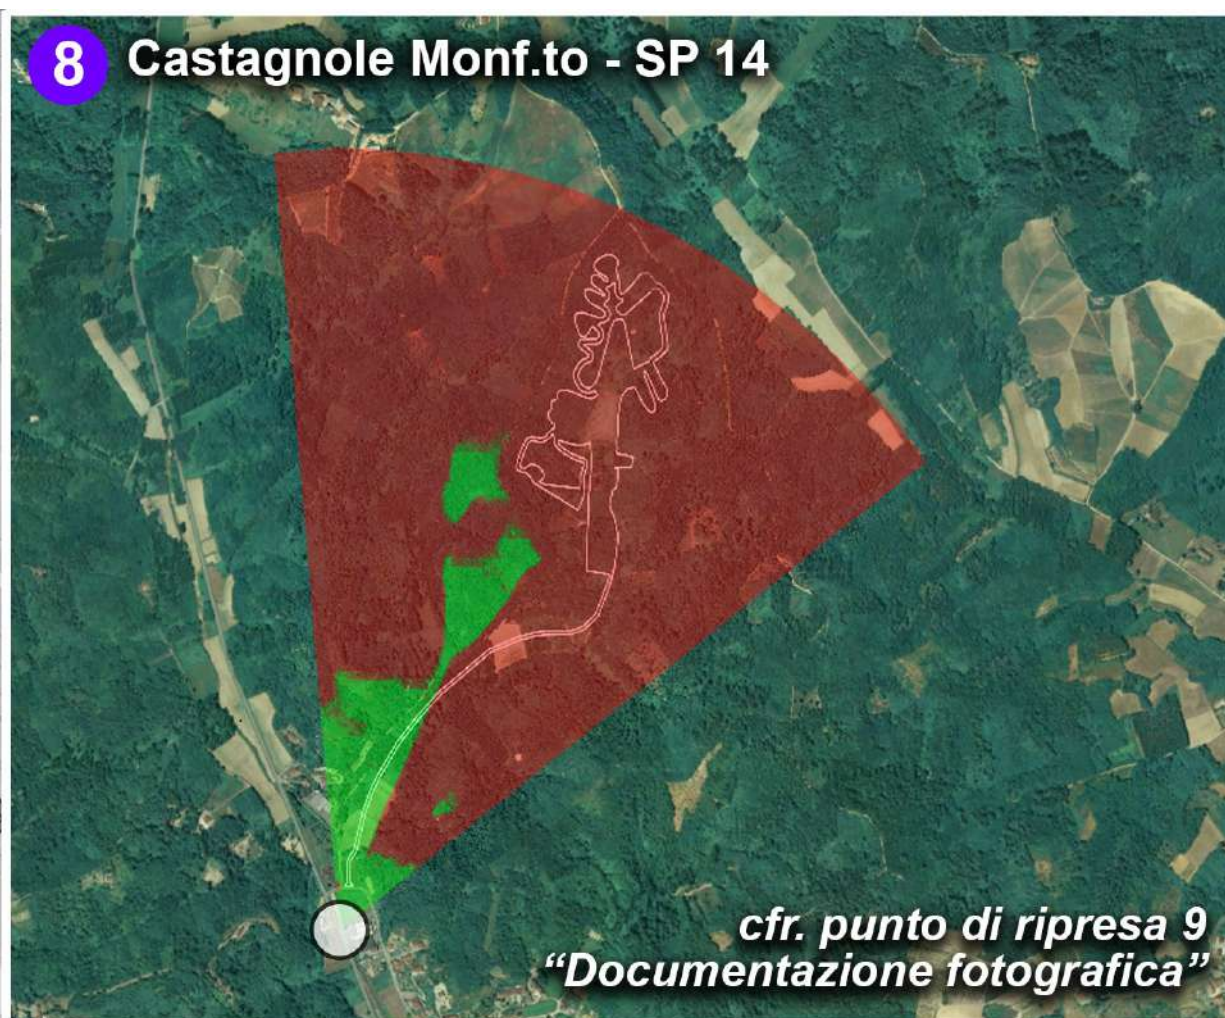 8 Castagnole Monf.to - SP 14
cfr. punto di ripresa 9
“Documentazione fotografica”